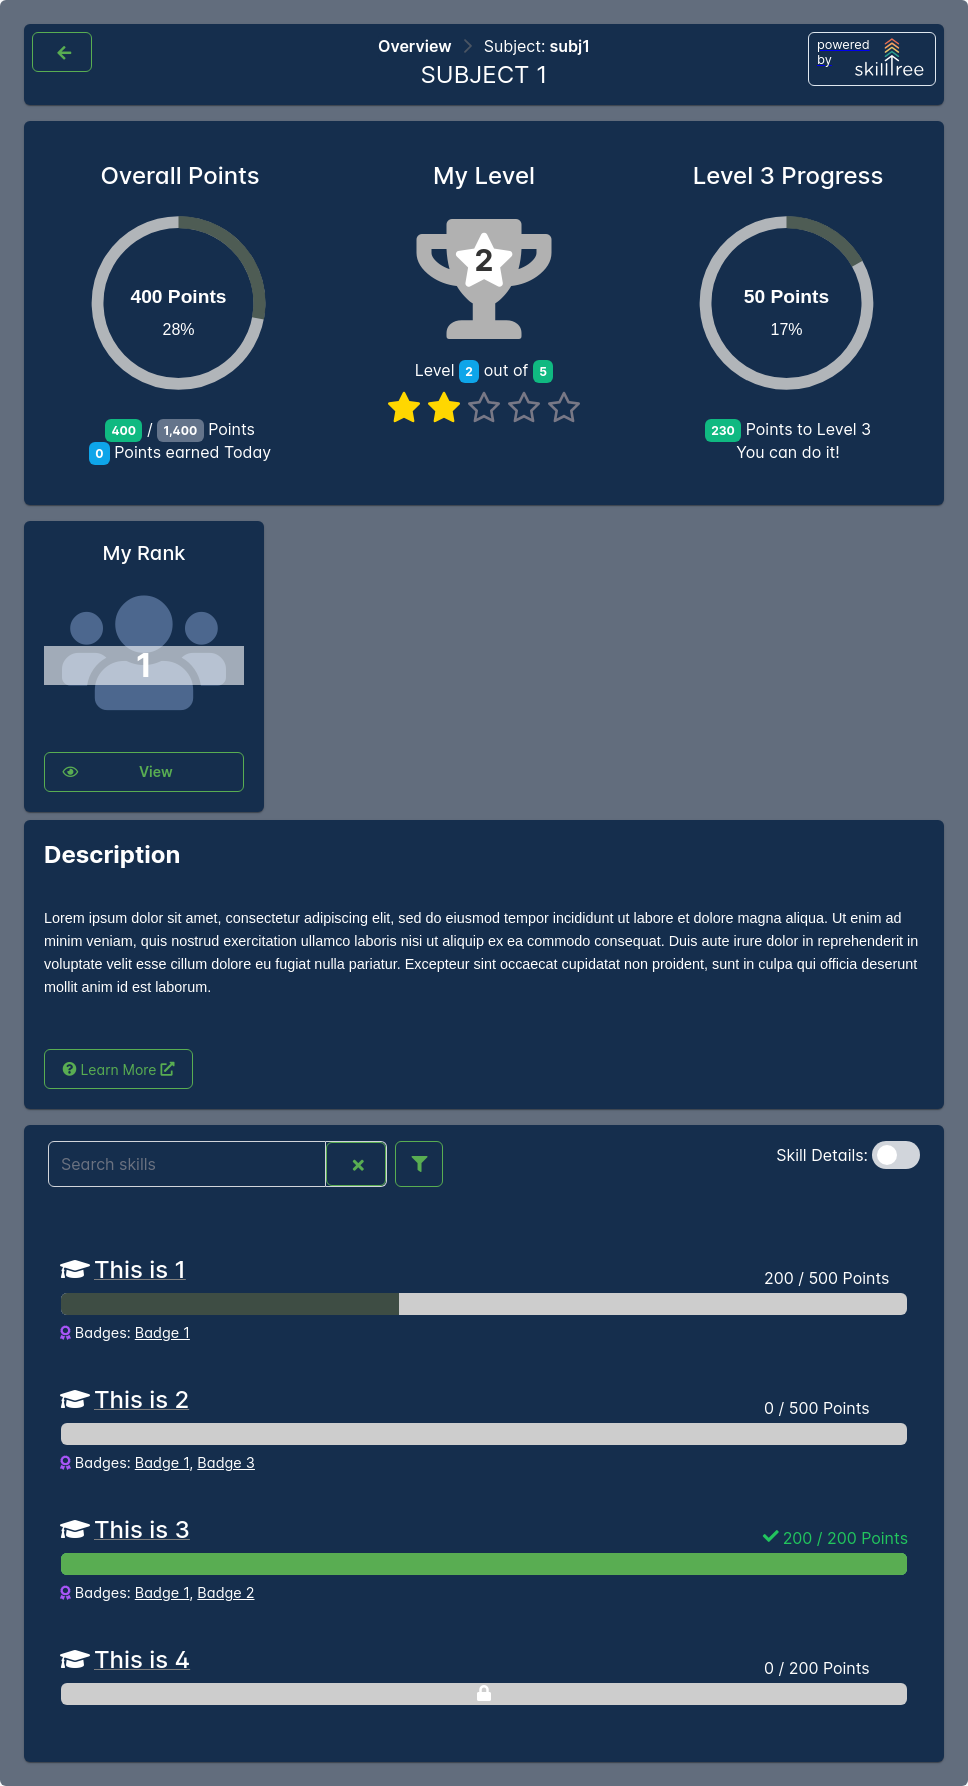 Overview Subject: subj1
SUBJECT 1
powered
by
skilltree
Overall Points
400 Points
28%
400 / 1,400 Points
0 Points earned Today
My Level
2
Level 2 out of 5
Level 3 Progress
50 Points
17%
230 Points to Level 3
You can do it!
My Rank
1
View
Description
Lorem ipsum dolor sit amet, consectetur adipiscing elit, sed do eiusmod tempor incididunt ut labore et dolore magna aliqua. Ut enim ad
minim veniam, quis nostrud exercitation ullamco laboris nisi ut aliquip ex ea commodo consequat. Duis aute irure dolor in reprehenderit in
voluptate velit esse cillum dolore eu fugiat nulla pariatur. Excepteur sint occaecat cupidatat non proident, sunt in culpa qui officia deserunt
mollit anim id est laborum.
Learn More
Search skills
Skill Details:
This is 1
200 / 500 Points
Badges: Badge 1
This is 2
0 / 500 Points
Badges: Badge 1, Badge 3
This is 3
200 / 200 Points
Badges: Badge 1, Badge 2
This is 4
0 / 200 Points